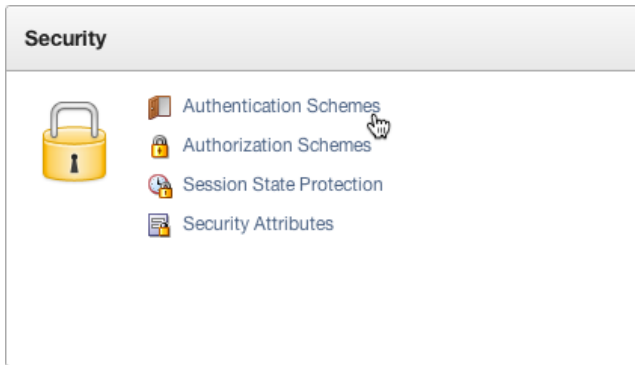 Security
Authentication Schemes
Authorization Schemes
Session State Protection
Security Attributes